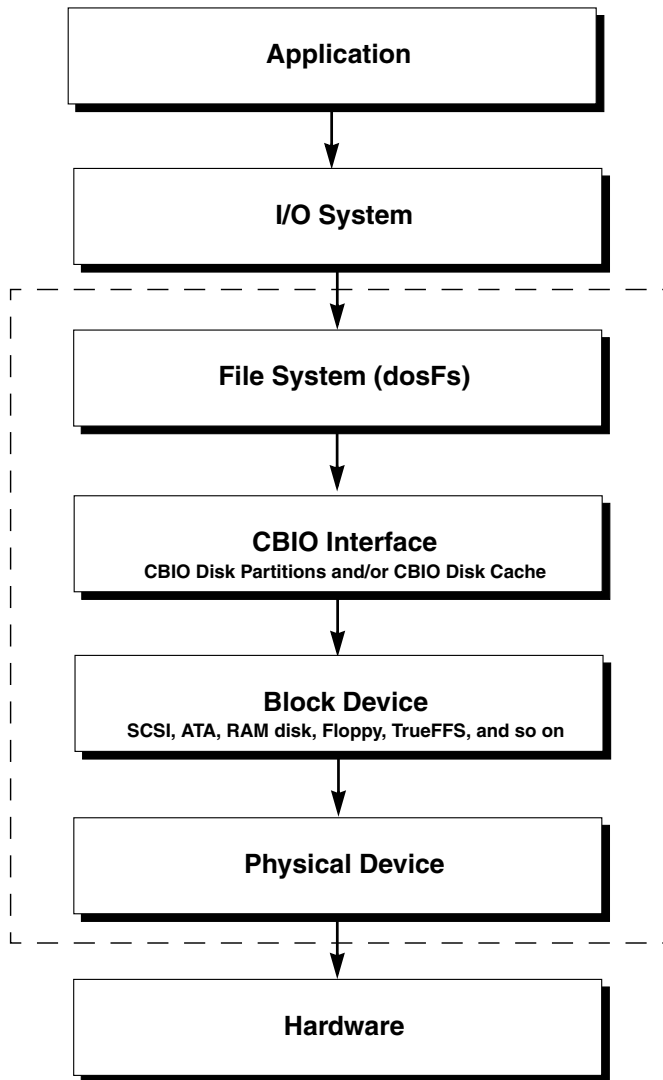 Application
I/O System
File System (dosFs)
CBIO Interface
CBIO Disk Partitions and/or CBIO Disk Cache
Block Device
SCSI, ATA, RAM disk, Floppy, TrueFFS, and so on
Physical Device
Hardware